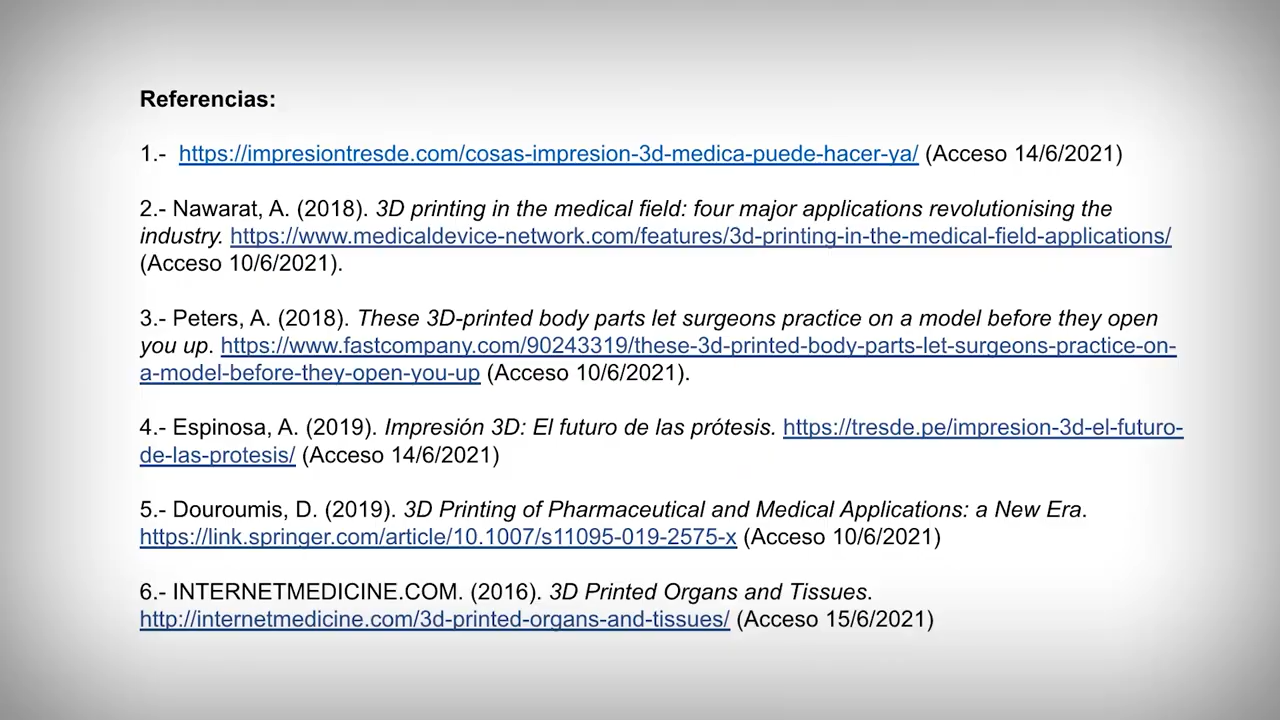 Referencias:
1.- https://impresiontresde.com/cosas-impresion-3d-medica-puede-hacer-ya/ (Acceso 14/6/2021)
2.- Nawarat, A. (2018). 3D printing in the medical field: four major applications revolutionising the
industry. https://www.medicaldevice-network.com/features/3d-printing-in-the-medical-field-applications/
(Acceso 10/6/2021).
3.- Peters, A. (2018). These 3D-printed body parts let surgeons practice on a model before they open
you up. https://www.fastcompany.com/90243319/these-3d-printed-body-parts-let-surgeons-practice-on-
a-model-before-they-open-you-up (Acceso 10/6/2021).
4.- Espinosa, A. (2019). Impresión 3D: El futuro de las prótesis. https://tresde.pe/impresion-3d-el-futuro-
de-las-protesis/ (Acceso 14/6/2021)
5.- Douroumis, D. (2019). 3D Printing of Pharmaceutical and Medical Applications: a New Era.
https://link.springer.com/article/10.1007/s11095-019-2575-x (Acceso 10/6/2021)
6.- INTERNETMEDICINE.COM. (2016). 3D Printed Organs and Tissues.
http://internetmedicine.com/3d-printed-organs-and-tissues/ (Acceso 15/6/2021)